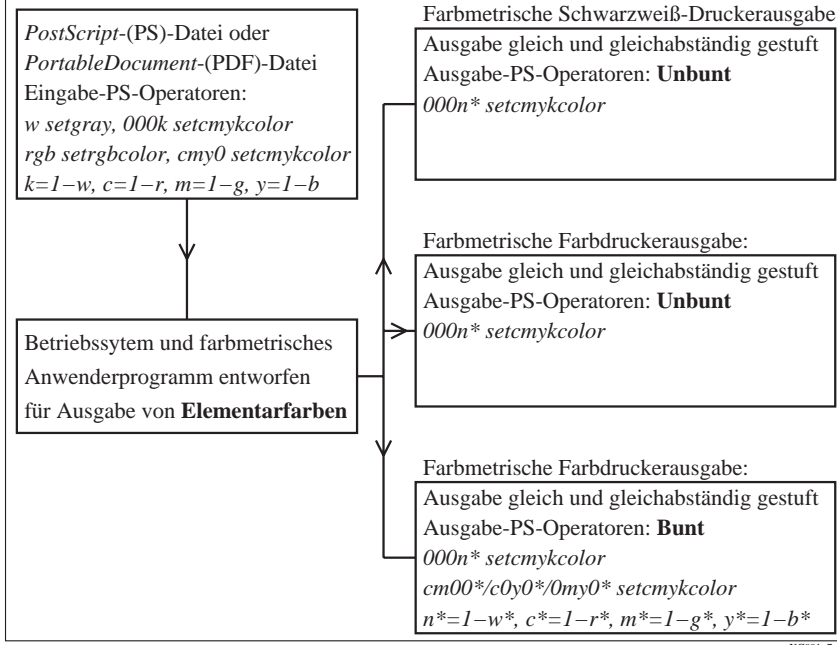 PostScript-(PS)-Datei oder
PortableDocument-(PDF)-Datei
Eingabe-PS-Operatoren:
w setgray, 000k setcmykcolor
rgb setrgbcolor, cmy0 setcmykcolor
k=1−w, c=1−r, m=1−g, y=1−b
Betriebssytem und farbmetrisches
Anwenderprogramm entworfen
für Ausgabe von Elementarfarben
Farbmetrische Schwarzweiß-Druckerausgabe
Ausgabe gleich und gleichabständig gestuft
Ausgabe-PS-Operatoren: Unbunt
000n* setcmykcolor
Farbmetrische Farbdruckerausgabe:
Ausgabe gleich und gleichabständig gestuft
Ausgabe-PS-Operatoren: Unbunt
000n* setcmykcolor
Farbmetrische Farbdruckerausgabe:
Ausgabe gleich und gleichabständig gestuft
Ausgabe-PS-Operatoren: Bunt
000n* setcmykcolor
cm00*/c0y0*/0my0* setcmykcolor
n*=1−w*, c*=1−r*, m*=1−g*, y*=1−b*